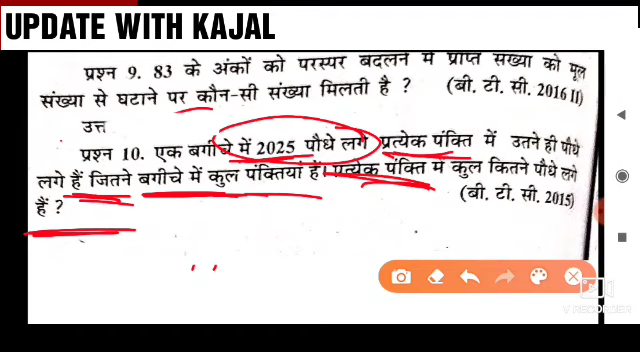 UPDATE WITH KAJAL
प्रश्न 9. 83 के अंकों को परस्पर बदलने में प्राप्त संख्या को मूल
संख्या से घटाने पर कौन-सी संख्या मिलती है ? (बी. टी. सी. 2016 II)
उत्त
प्रश्न 10. एक बगीचे में 2025 पौधे लगे प्रत्येक पंक्ति में उतने ही पौधे
लगे हैं जितने बगीचे में कुल पंक्तियां हैं। प्रत्येक पंक्ति में कुल कितने पौधे लगे
हैं ? (बी. टी. सी. 2015)
V RECORDER